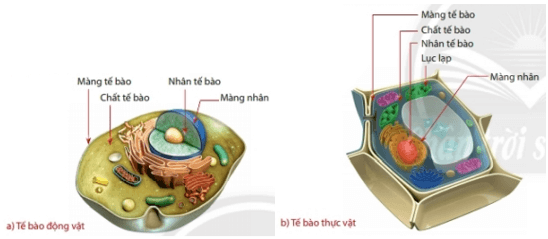 Màng tế bào
Chất tế bào
Nhân tế bào
Màng nhân
a) Tế bào động vật
Màng tế bào
Chất tế bào
Nhân tế bào
Lục lạp
Màng nhân
b) Tế bào thực vật